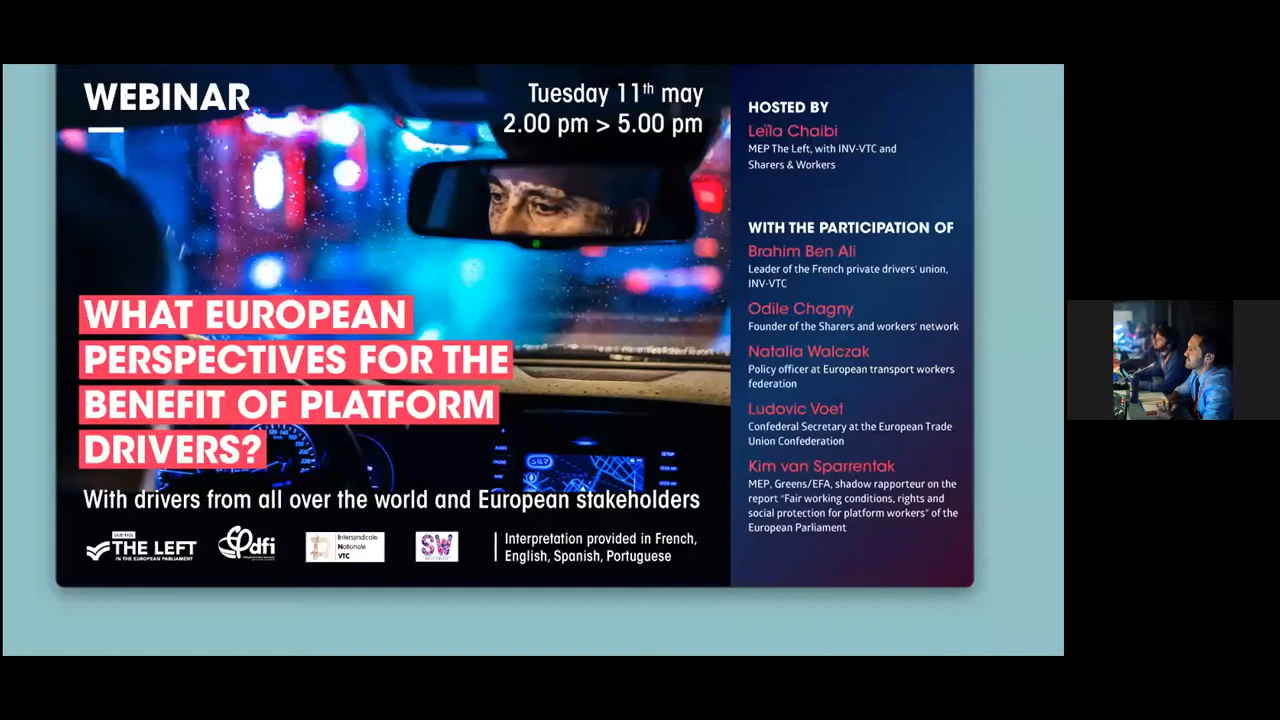 WEBINAR
Tuesday 11th may
2.00 pm > 5.00 pm
WHAT EUROPEAN
PERSPECTIVES FOR THE
BENEFIT OF PLATFORM
DRIVERS?
With drivers from all over the world and European stakeholders
THE LEFT
IN THE EUROPEAN PARLIAMENT
pdfi
Intersyndicale
Nationale
VTC
SW
Interpretation provided in French,
English, Spanish, Portuguese
HOSTED BY
Leïla Chaibi
MEP The Left, with INV-VTC and
Sharers & Workers
WITH THE PARTICIPATION OF
Brahim Ben Ali
Leader of the French private drivers' union,
INV-VTC
Odile Chagny
Founder of the Sharers and workers' network
Natalia Walczak
Policy officer at European transport workers
federation
Ludovic Voet
Confederal Secretary at the European Trade
Union Confederation
Kim van Sparrentak
MEP, Greens/EFA, shadow rapporteur on the
report "Fair working conditions, rights and
social protection for platform workers" of the
European Parliament